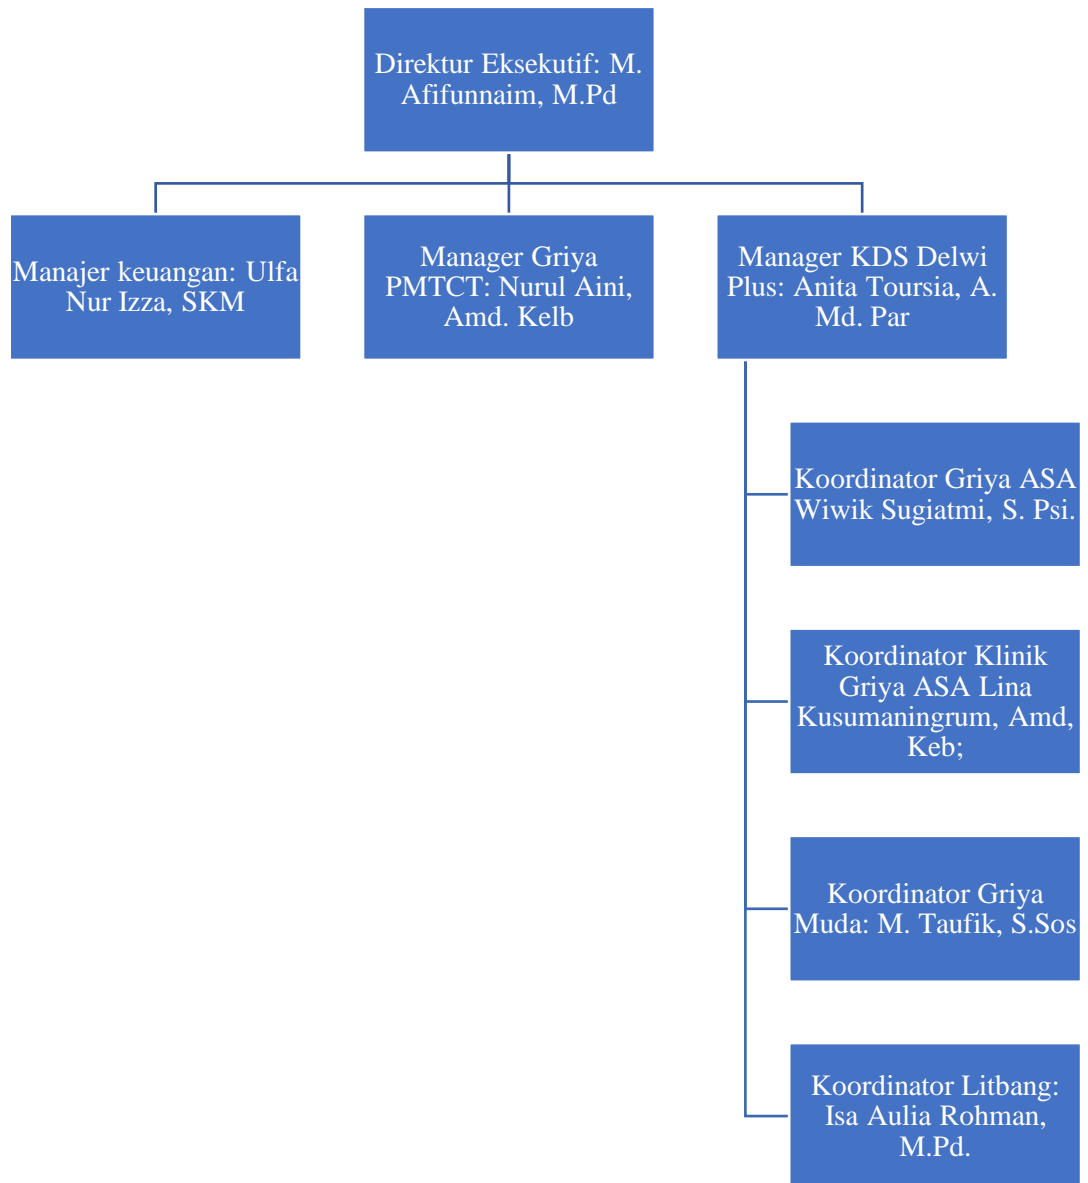 Direktur Eksekutif: M.
Afifunnaim, M.Pd
Manajer keuangan: Ulfa
Nur Izza, SKM
Manager Griya
PMTCT: Nurul Aini,
Amd. Kelb
Manager KDS Delwi
Plus: Anita Toursia, A.
Md. Par
Koordinator Griya ASA
Wiwik Sugiatmi, S. Psi.
Koordinator Klinik
Griya ASA Lina
Kusumaningrum, Amd,
Keb;
Koordinator Griya
Muda: M. Taufik, S.Sos
Koordinator Litbang:
Isa Aulia Rohman,
M.Pd.